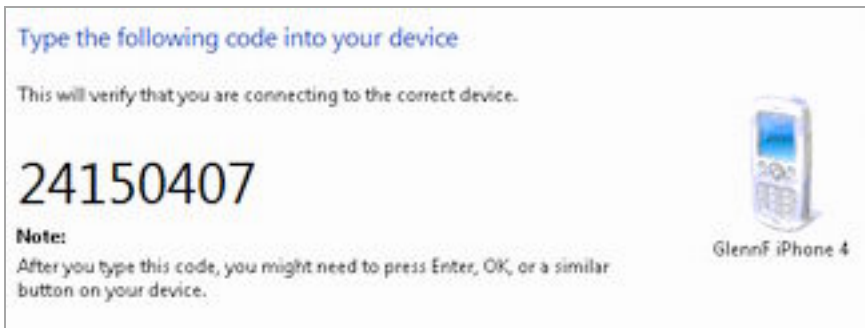 Type the following code into your device
This will verify that you are connecting to the correct device.
24150407
Note:
After you type this code, you might need to press Enter, OK, or a similar
button on your device.
GlennF iPhone 4